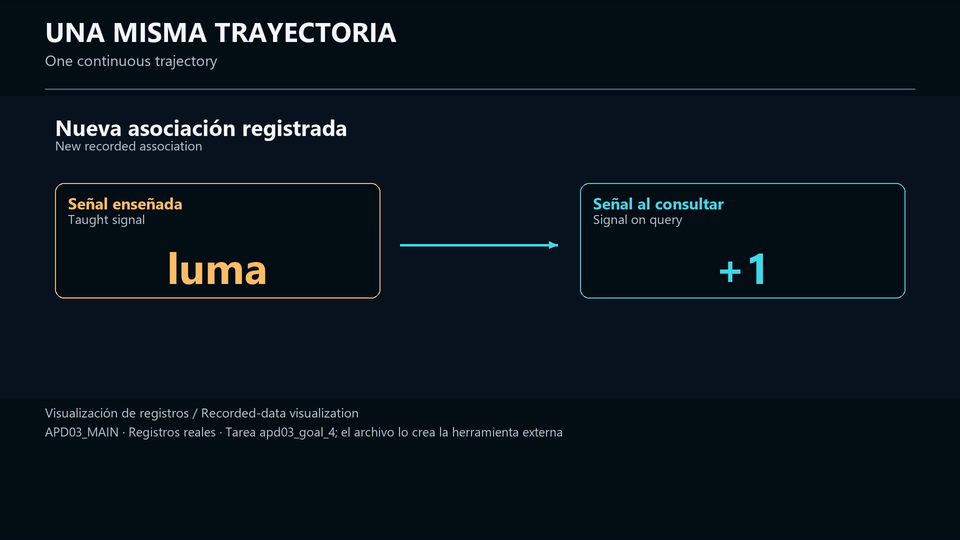 UNA MISMA TRAYECTORIA
One continuous trajectory
Nueva asociación registrada
New recorded association
Señal enseñada
Taught signal
luma
Señal al consultar
Signal on query
+1
Visualización de registros / Recorded-data visualization
APD03_MAIN · Registros reales · Tarea apd03_goal_4; el archivo lo crea la herramienta externa